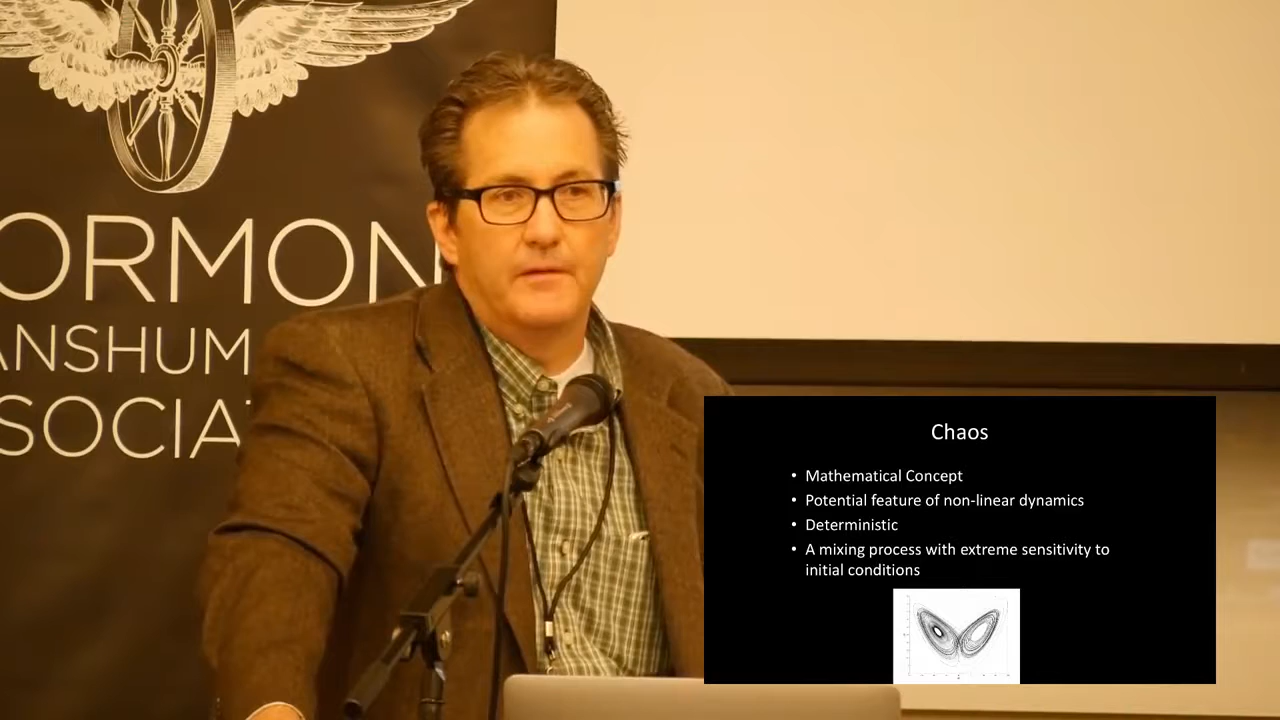 ORMON
ANSHUM
SOCIA
Chaos
• Mathematical Concept
• Potential feature of non-linear dynamics
• Deterministic
• A mixing process with extreme sensitivity to
initial conditions